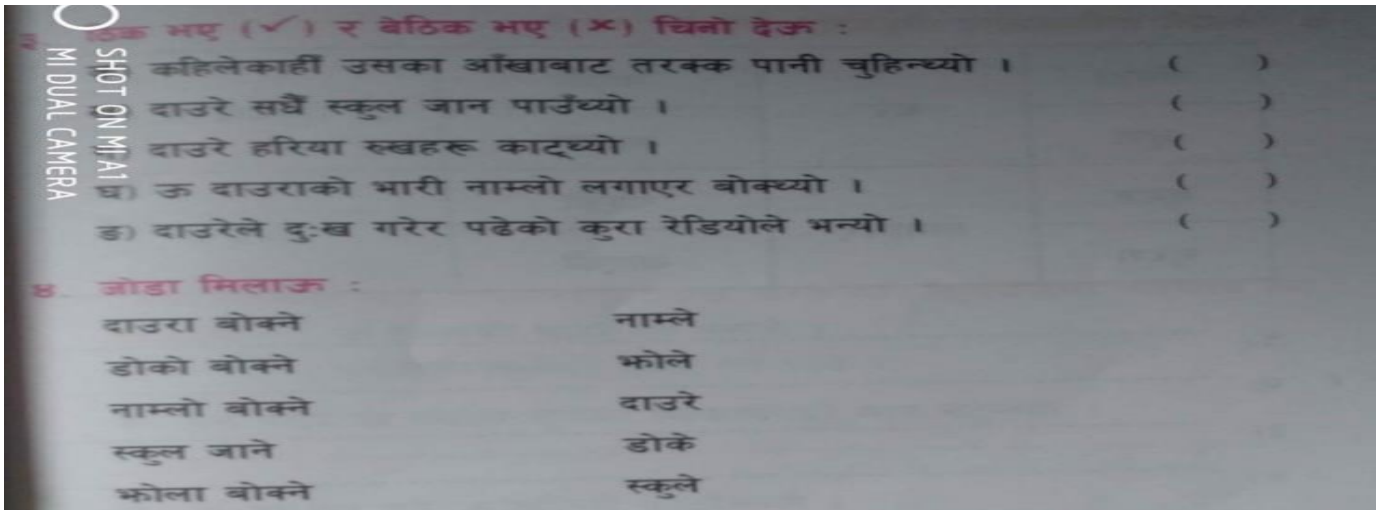 ३. ठिक भए (✓) र बेठिक भए (×) चिनो देऊ :
कहिलेकाहीँ उसका आँखाबाट तरक्क पानी चुहिन्थ्यो । ( )
दाउरे सधैँ स्कुल जान पाउँथ्यो । ( )
दाउरे हरिया रुखहरू काट्थ्यो । ( )
घ) ऊ दाउराको भारी नाम्लो लगाएर बोक्थ्यो । ( )
ङ) दाउरेले दुःख गरेर पढेको कुरा रेडियोले भन्यो । ( )
४. जोडा मिलाऊ :
दाउरा बोक्ने नाम्ले
डोको बोक्ने झोले
नाम्लो बोक्ने दाउरे
स्कुल जाने डोके
झोला बोक्ने स्कुले
SHOT ON MI A1
MI DUAL CAMERA